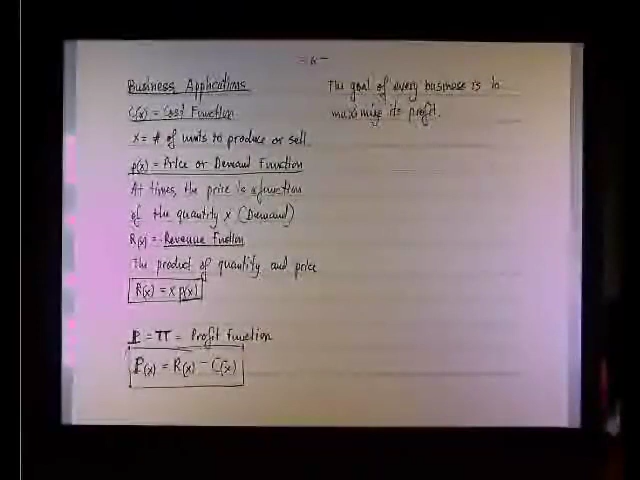 - 6 -
Business Applications
C(x) = Cost Function
x = # of units to produce or sell.
p(x) = Price or Demand Function
At times, the price is a function
of the quantity x (Demand)
R(x) = Revenue Fnction
The product of quantity and price
R(x) = x p(x)
P = π = Profit Function
P(x) = R(x) - C(x)
The goal of every business is to
maximize its profit.